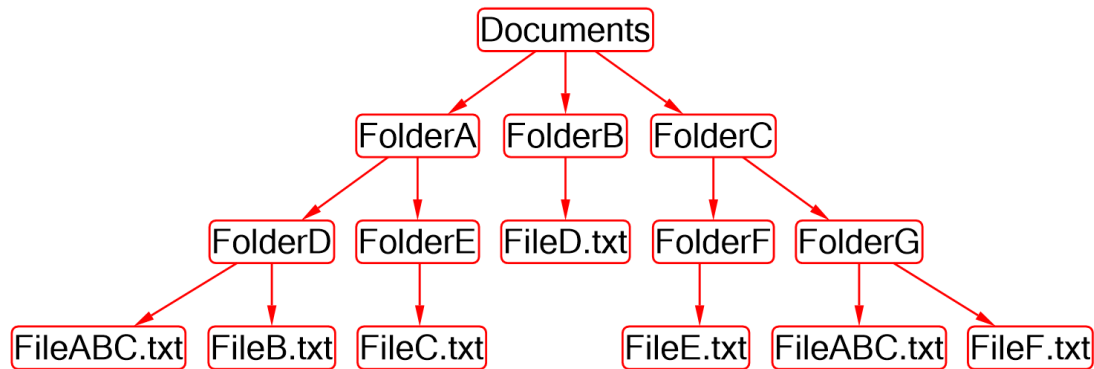 Documents
FolderA
FolderB
FolderC
FolderD
FolderE
FileD.txt
FolderF
FolderG
FileABC.txt
FileB.txt
FileC.txt
FileE.txt
FileABC.txt
FileF.txt